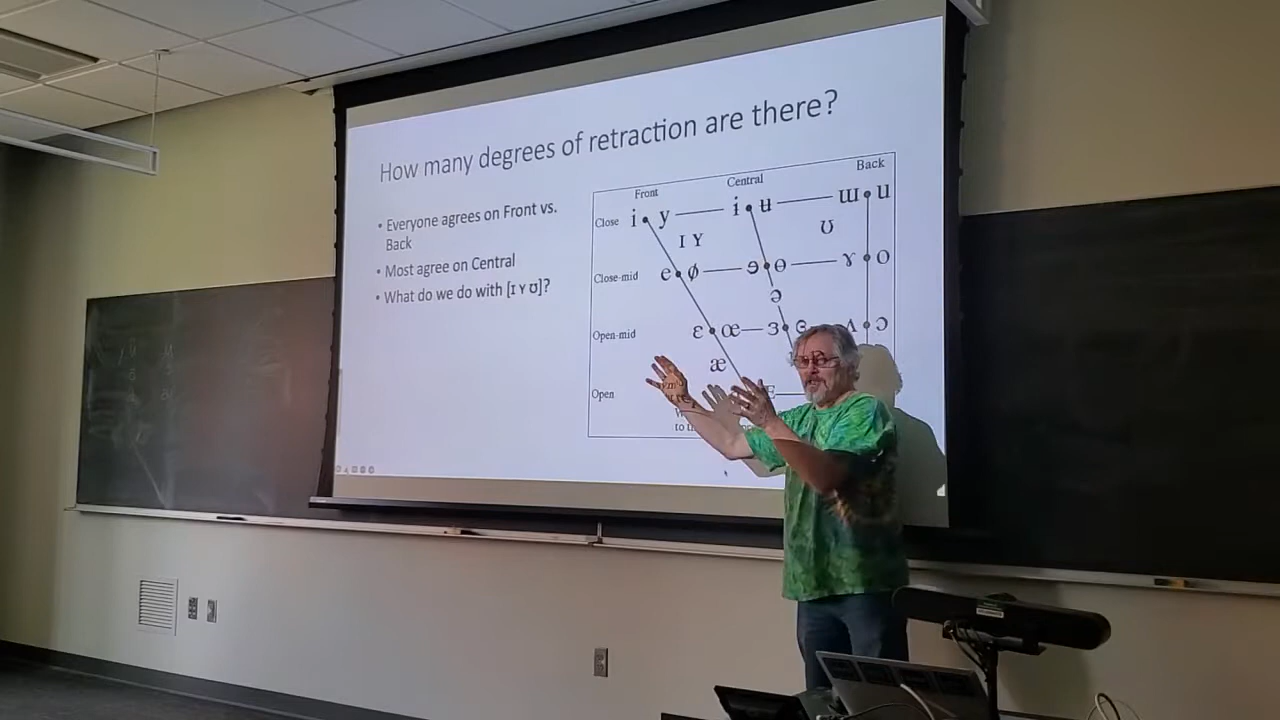 How many degrees of retraction are there?
• Everyone agrees on Front vs.
Back
• Most agree on Central
• What do we do with [ɪ ʏ ʊ]?
Front Central Back
Close i • y — ɨ • ʉ — ɯ • u
ɪ ʏ ʊ
Close-mid e • ø — ɘ • ɵ — ɤ • o
ə
Open-mid ɛ • œ — ɜ • ɞ ʌ • ɔ
æ
Open
to